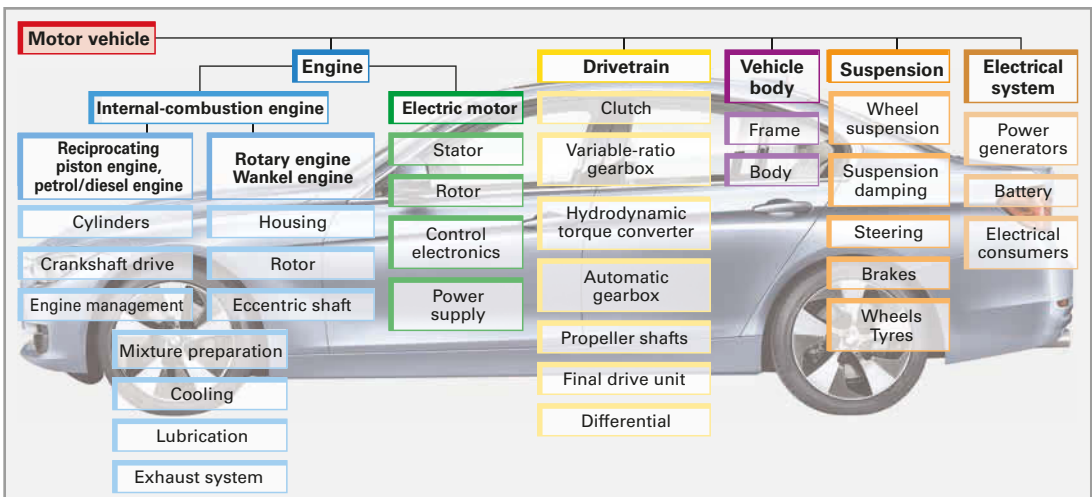 Motor vehicle
Engine
Drivetrain
Vehicle
body
Suspension
Electrical
system
Internal-combustion engine
Electric motor
Reciprocating
piston engine,
petrol/diesel engine
Rotary engine
Wankel engine
Cylinders
Crankshaft drive
Engine management
Housing
Rotor
Eccentric shaft
Mixture preparation
Cooling
Lubrication
Exhaust system
Stator
Rotor
Control
electronics
Power
supply
Clutch
Variable-ratio
gearbox
Hydrodynamic
torque converter
Automatic
gearbox
Propeller shafts
Final drive unit
Differential
Frame
Body
Wheel
suspension
Suspension
damping
Steering
Brakes
Wheels
Tyres
Power
generators
Battery
Electrical
consumers